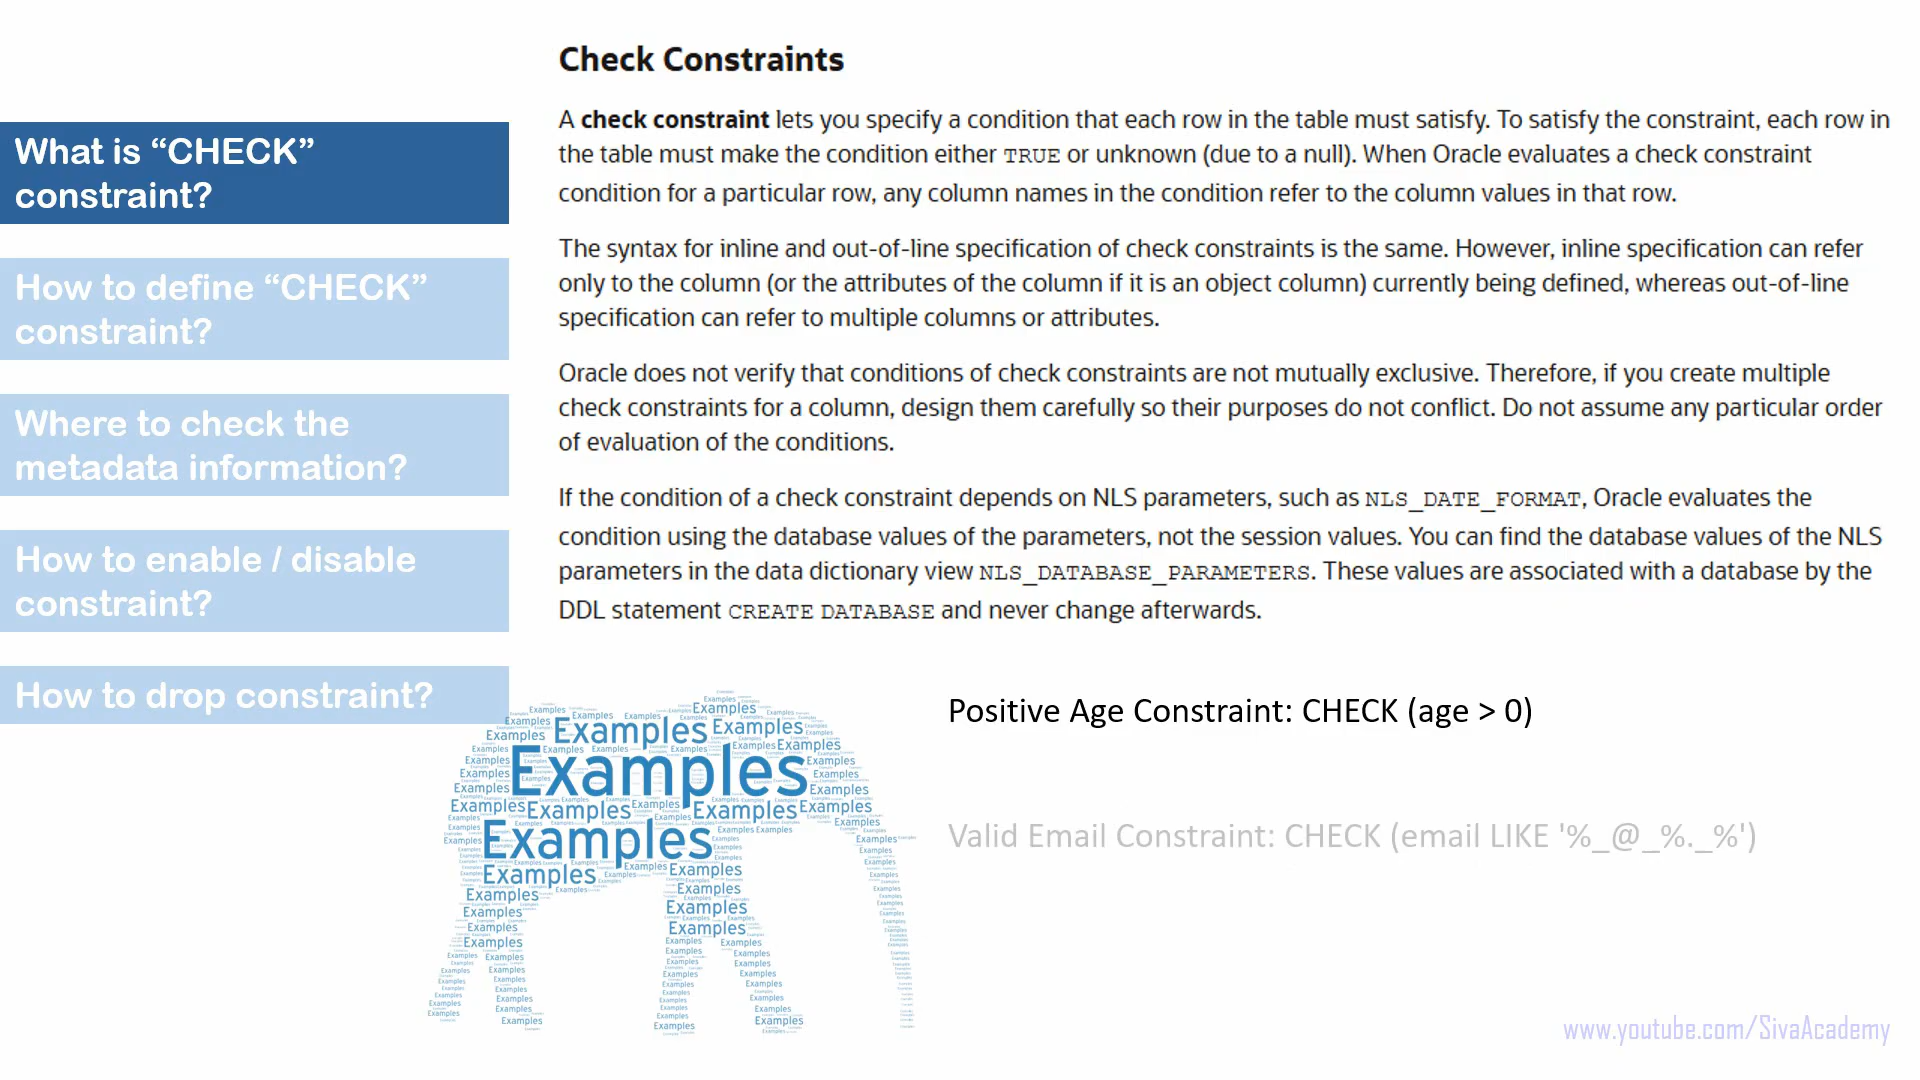 What is “CHECK”
constraint?
How to define “CHECK”
constraint?
Where to check the
metadata information?
How to enable / disable
constraint?
How to drop constraint?
Check Constraints
A check constraint lets you specify a condition that each row in the table must satisfy. To satisfy the constraint, each row in
the table must make the condition either TRUE or unknown (due to a null). When Oracle evaluates a check constraint
condition for a particular row, any column names in the condition refer to the column values in that row.
The syntax for inline and out-of-line specification of check constraints is the same. However, inline specification can refer
only to the column (or the attributes of the column if it is an object column) currently being defined, whereas out-of-line
specification can refer to multiple columns or attributes.
Oracle does not verify that conditions of check constraints are not mutually exclusive. Therefore, if you create multiple
check constraints for a column, design them carefully so their purposes do not conflict. Do not assume any particular order
of evaluation of the conditions.
If the condition of a check constraint depends on NLS parameters, such as NLS_DATE_FORMAT, Oracle evaluates the
condition using the database values of the parameters, not the session values. You can find the database values of the NLS
parameters in the data dictionary view NLS_DATABASE_PARAMETERS. These values are associated with a database by the
DDL statement CREATE DATABASE and never change afterwards.
Examples
Examples
Examples
Positive Age Constraint: CHECK (age > 0)
Valid Email Constraint: CHECK (email LIKE '%_@_%._%')
www.youtube.com/SivaAcademy